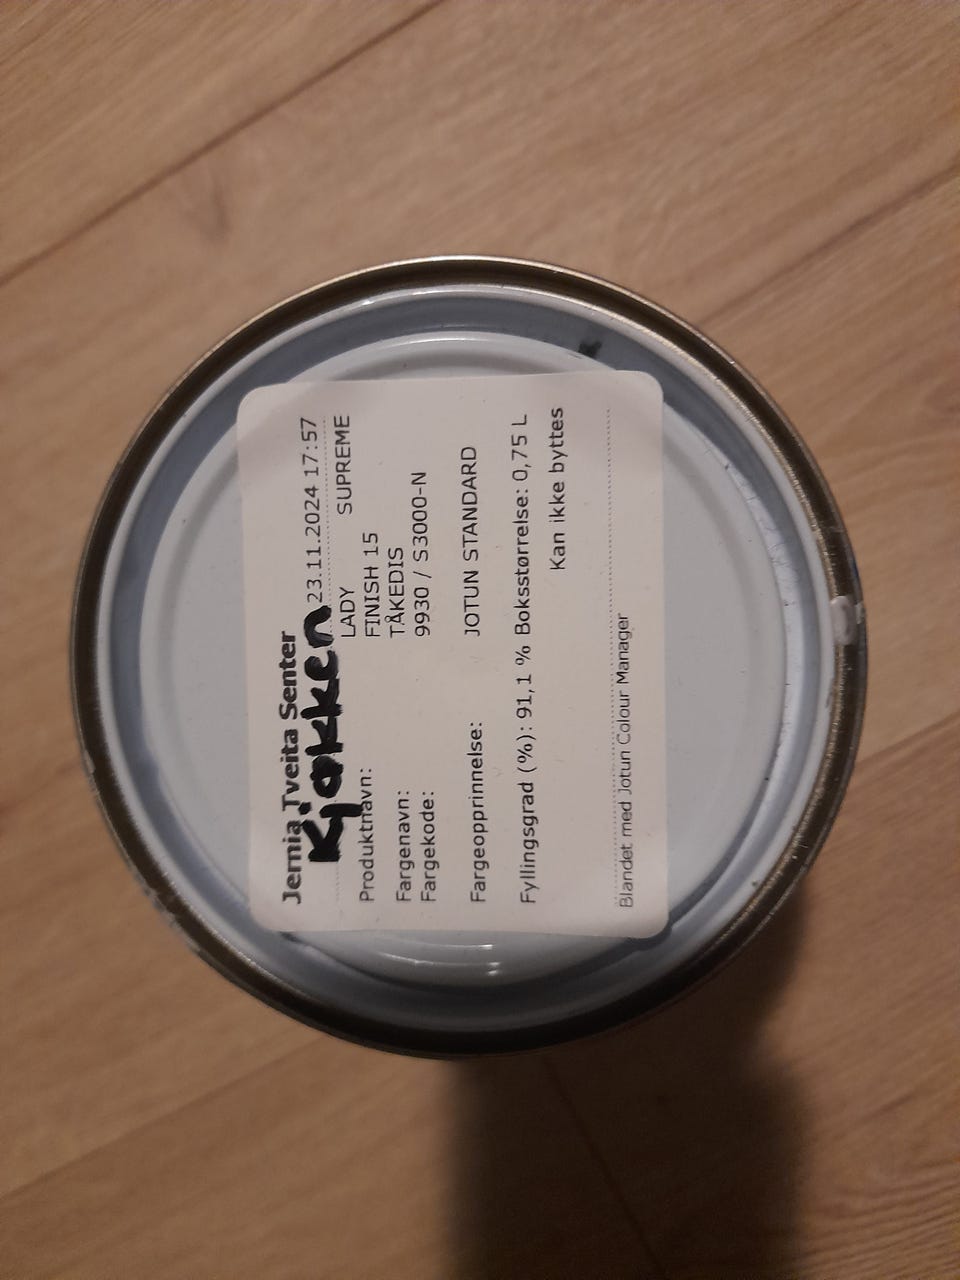 Jernia Tveita Senter
Kjøkken
23.11.2024 17:57
Produktnavn: LADY SUPREME
FINISH 15
Fargenavn: TÅKEDIS
Fargekode: 9930 / S3000-N
Fargeopprinnelse: JOTUN STANDARD
Fyllingsgrad (%): 91,1 % Boksstørrelse: 0,75 L
Kan ikke byttes
Blandet med Jotun Colour Manager